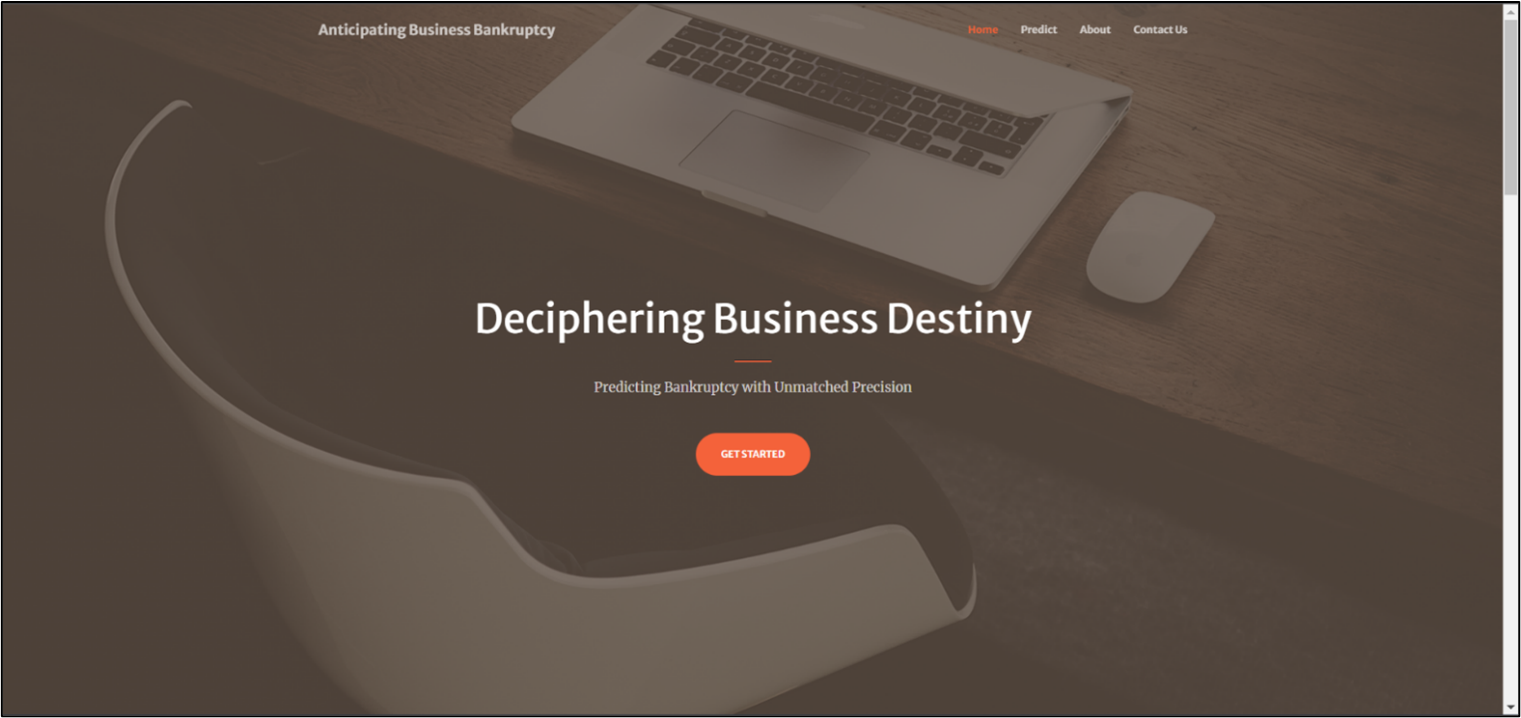 Anticipating Business Bankruptcy
Home Predict About Contact Us
Deciphering Business Destiny
Predicting Bankruptcy with Unmatched Precision
GET STARTED